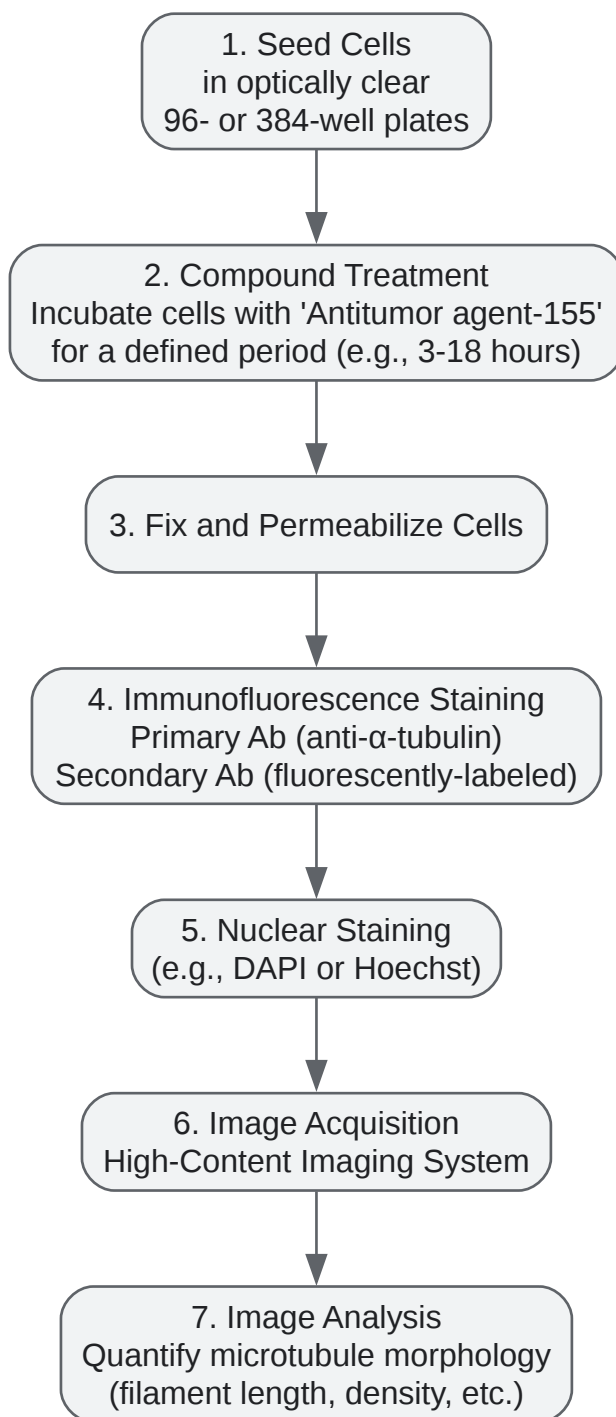 1. Seed Cells
in optically clear
96- or 384-well plates
2. Compound Treatment
Incubate cells with 'Antitumor agent-155'
for a defined period (e.g., 3-18 hours)
3. Fix and Permeabilize Cells
4. Immunofluorescence Staining
Primary Ab (anti-α-tubulin)
Secondary Ab (fluorescently-labeled)
5. Nuclear Staining
(e.g., DAPI or Hoechst)
6. Image Acquisition
High-Content Imaging System
7. Image Analysis
Quantify microtubule morphology
(filament length, density, etc.)